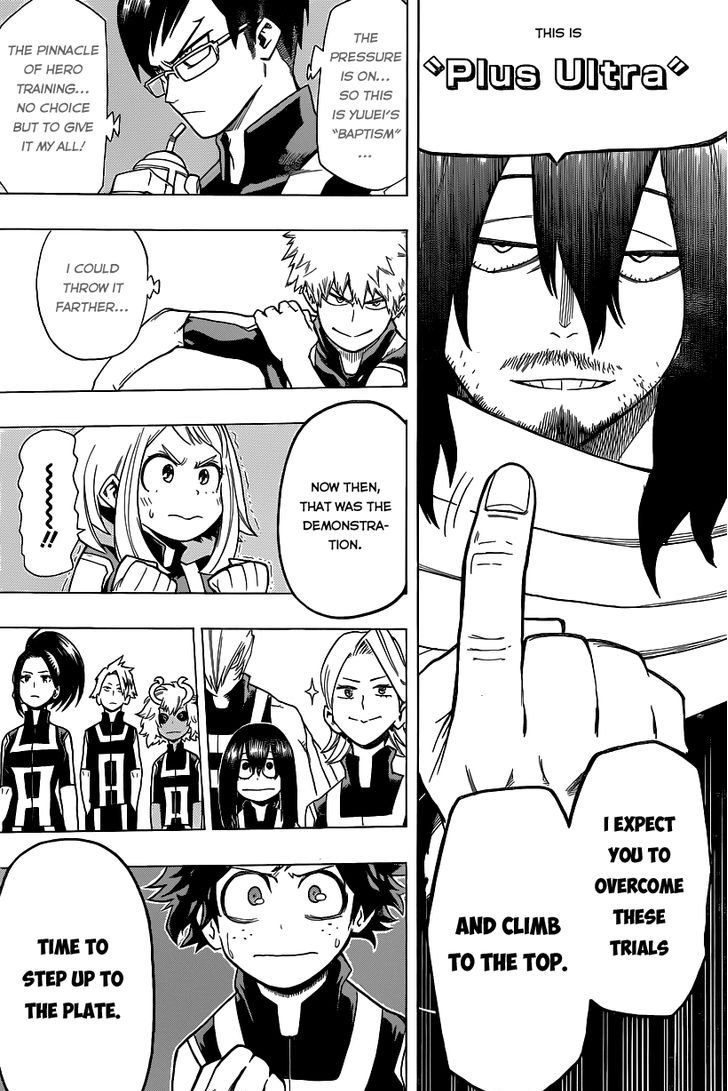 THIS IS
"Plus Ultra"
I EXPECT
YOU TO
OVERCOME
THESE
TRIALS
AND CLIMB
TO THE TOP.
THE
PRESSURE
IS ON...
SO THIS
IS YUUEI'S
"BAPTISM"
...
THE PINNACLE
OF HERO
TRAINING...
NO CHOICE
BUT TO GIVE
IT MY ALL!
I COULD
THROW IT
FARTHER...
NOW THEN,
THAT WAS THE
DEMONSTRA-
TION.
!!
TIME TO
STEP UP TO
THE PLATE.